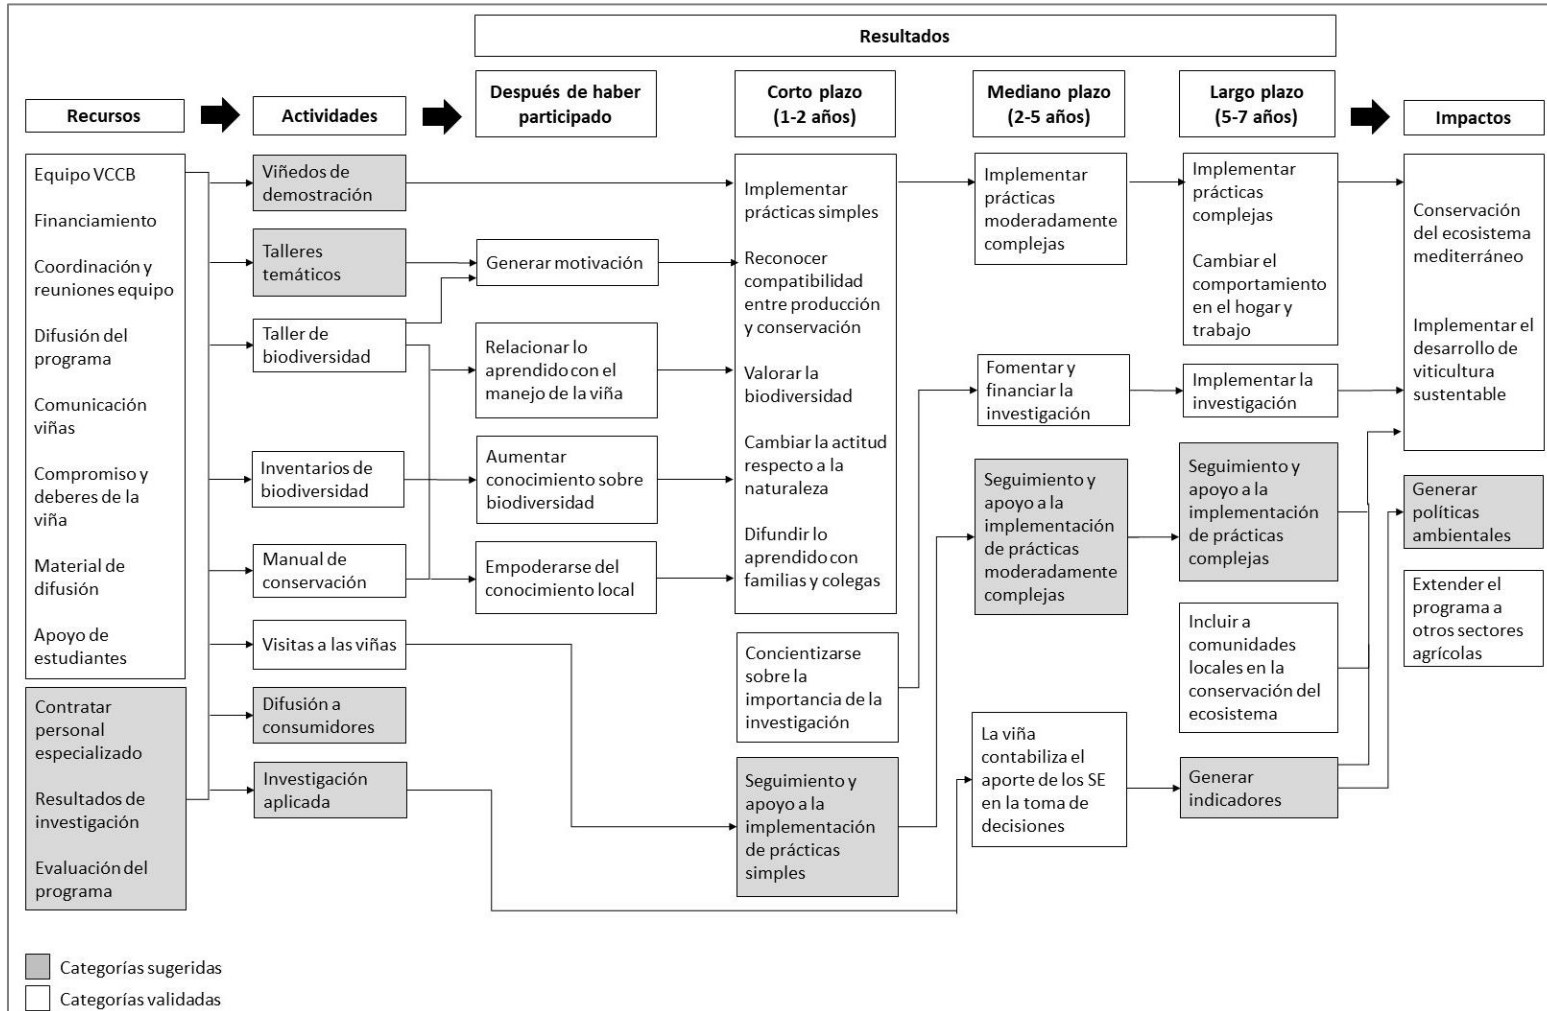 Resultados
Recursos
Actividades
Después de haber
participado
Corto plazo
(1-2 años)
Mediano plazo
(2-5 años)
Largo plazo
(5-7 años)
Impactos
Equipo VCCB
Financiamiento
Coordinación y
reuniones equipo
Difusión del
programa
Comunicación
viñas
Compromiso y
deberes de la
viña
Material de
difusión
Apoyo de
estudiantes
Contratar
personal
especializado
Resultados de
investigación
Evaluación del
programa
Viñedos de
demostración
Talleres
temáticos
Taller de
biodiversidad
Inventarios de
biodiversidad
Manual de
conservación
Visitas a las viñas
Difusión a
consumidores
Investigación
aplicada
Generar motivación
Relacionar lo
aprendido con el
manejo de la viña
Aumentar
conocimiento sobre
biodiversidad
Empoderarse del
conocimiento local
Implementar
prácticas simples
Reconocer
compatibilidad
entre producción
y conservación
Valorar la
biodiversidad
Cambiar la actitud
respecto a la
naturaleza
Difundir lo
aprendido con
familias y colegas
Concientizarse
sobre la
importancia de la
investigación
Seguimiento y
apoyo a la
implementación
de prácticas
simples
Implementar
prácticas
moderadamente
complejas
Fomentar y
financiar la
investigación
Seguimiento y
apoyo a la
implementación
de prácticas
moderadamente
complejas
La viña
contabiliza el
aporte de los SE
en la toma de
decisiones
Implementar
prácticas
complejas
Cambiar el
comportamiento
en el hogar y
trabajo
Implementar la
investigación
Seguimiento y
apoyo a la
implementación
de prácticas
complejas
Incluir a
comunidades
locales en la
conservación del
ecosistema
Generar
indicadores
Conservación
del ecosistema
mediterráneo
Implementar el
desarrollo de
viticultura
sustentable
Generar
políticas
ambientales
Extender el
programa a
otros sectores
agrícolas
Categorías sugeridas
Categorías validadas